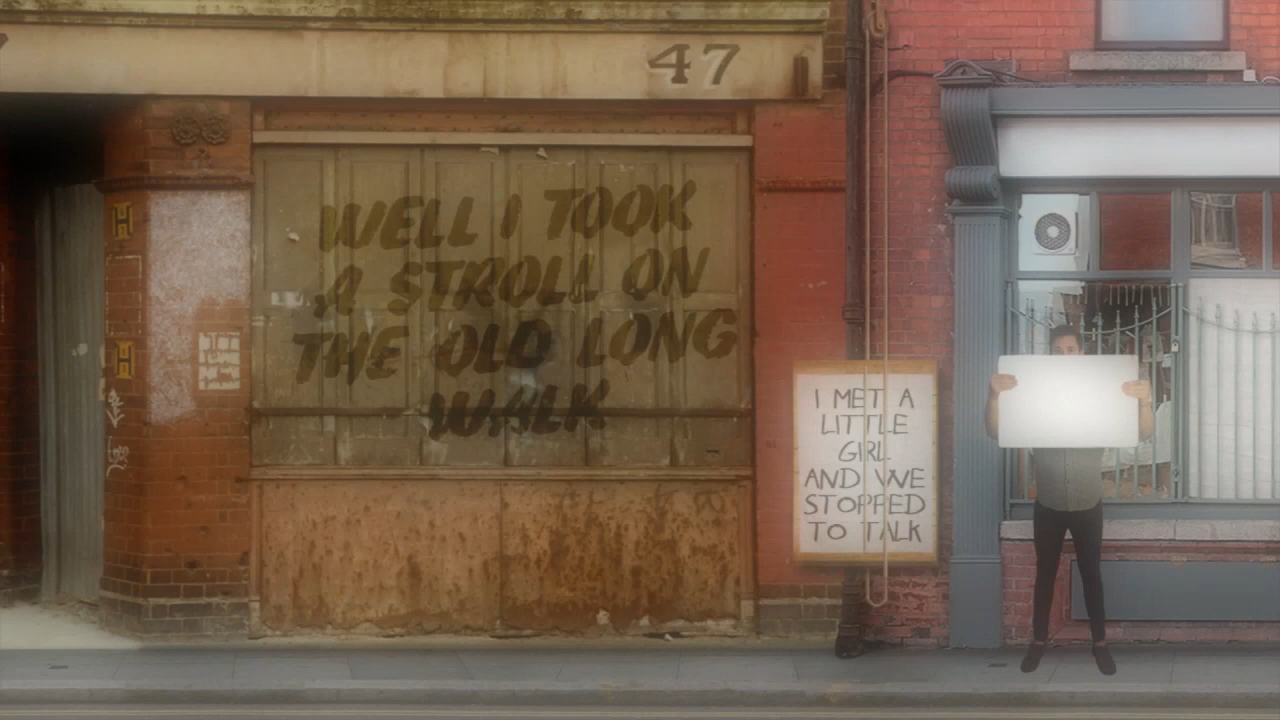 47
WELL I TOOK
A STROLL ON
THE OLD LONG
WALK
H
H
I MET A
LITTLE
GIRL
AND WE
STOPPED
TO TALK